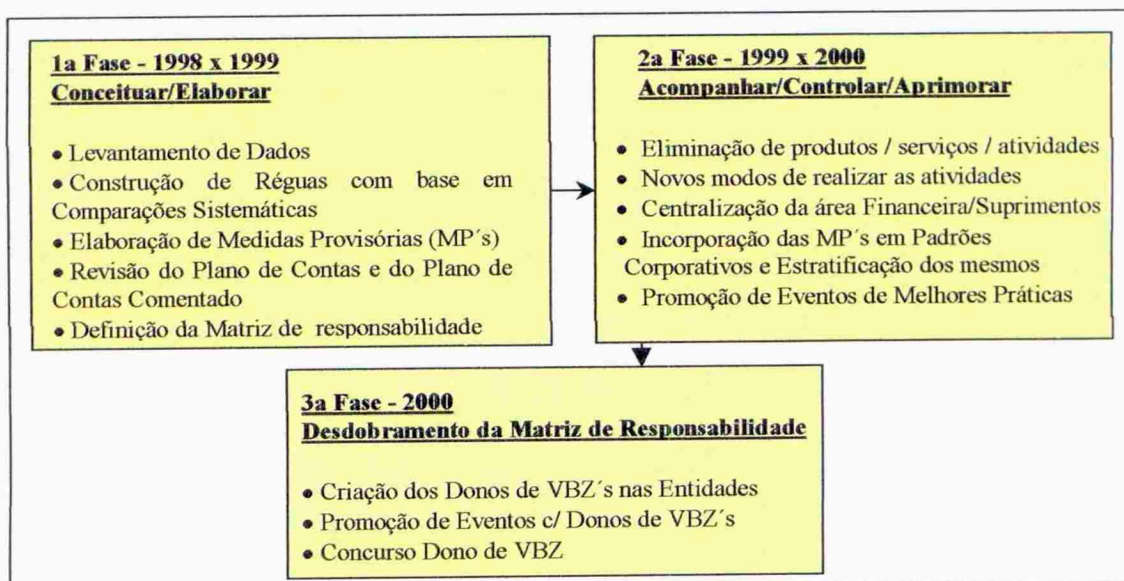 1a Fase - 1998 x 1999
Conceituar/Elaborar
• Levantamento de Dados
• Construção de Réguas com base em
Comparações Sistemáticas
• Elaboração de Medidas Provisórias (MP´s)
• Revisão do Plano de Contas e do Plano de
Contas Comentado
• Definição da Matriz de responsabilidade
2a Fase - 1999 x 2000
Acompanhar/Controlar/Aprimorar
• Eliminação de produtos / serviços / atividades
• Novos modos de realizar as atividades
• Centralização da área Financeira/Suprimentos
• Incorporação das MP´s em Padrões
Corporativos e Estratificação dos mesmos
• Promoção de Eventos de Melhores Práticas
3a Fase - 2000
Desdobramento da Matriz de Responsabilidade
• Criação dos Donos de VBZ´s nas Entidades
• Promoção de Eventos c/ Donos de VBZ´s
• Concurso Dono de VBZ